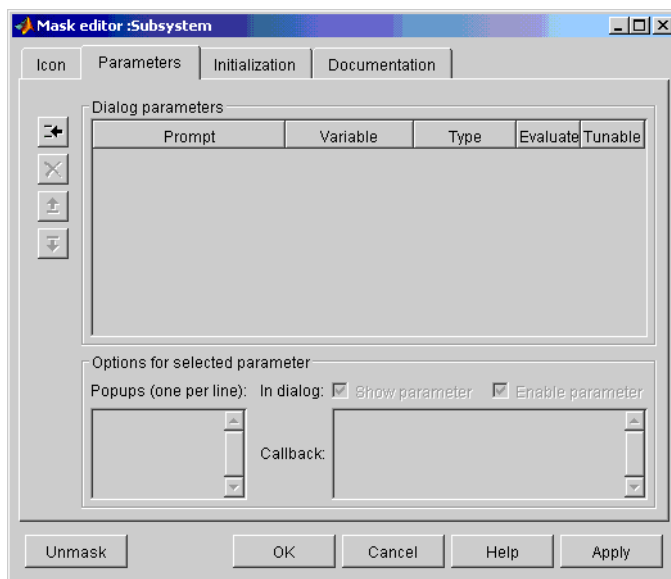 Mask editor :Subsystem
Icon Parameters Initialization Documentation
Dialog parameters
Prompt Variable Type Evaluate Tunable
Options for selected parameter
Popups (one per line): In dialog: Show parameter Enable parameter
Callback:
Unmask OK Cancel Help Apply